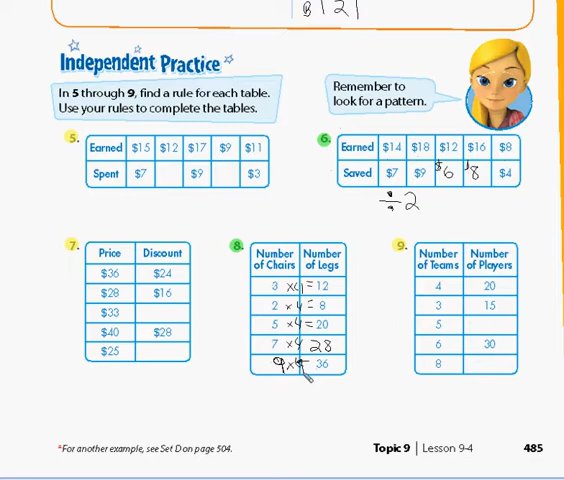 B | 2 |
Independent Practice
In 5 through 9, find a rule for each table.
Use your rules to complete the tables.
Remember to
look for a pattern.
5.
Earned $15 $12 $17 $9 $11
Spent $7 $9 $3
6.
Earned $14 $18 $12 $16 $8
Saved $7 $9 $6 $8 $4
÷ 2
7.
Price Discount
$36 $24
$28 $16
$33
$40 $28
$25
8.
Number of Chairs Number of Legs
3 ×4 = 12
2 ×4 = 8
5 ×4 = 20
7 ×4 28
9 ×4 36
9.
Number of Teams Number of Players
4 20
3 15
5
6 30
8
*For another example, see Set D on page 504.
Topic 9 | Lesson 9-4 485